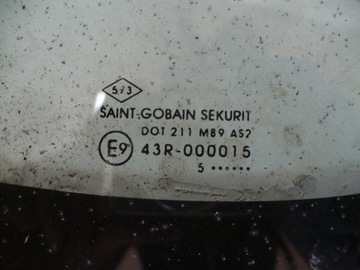 5/3
SAINT-GOBAIN SEKURIT
DOT 211 M89 AS2
E9 43R-000015
5 ••••••